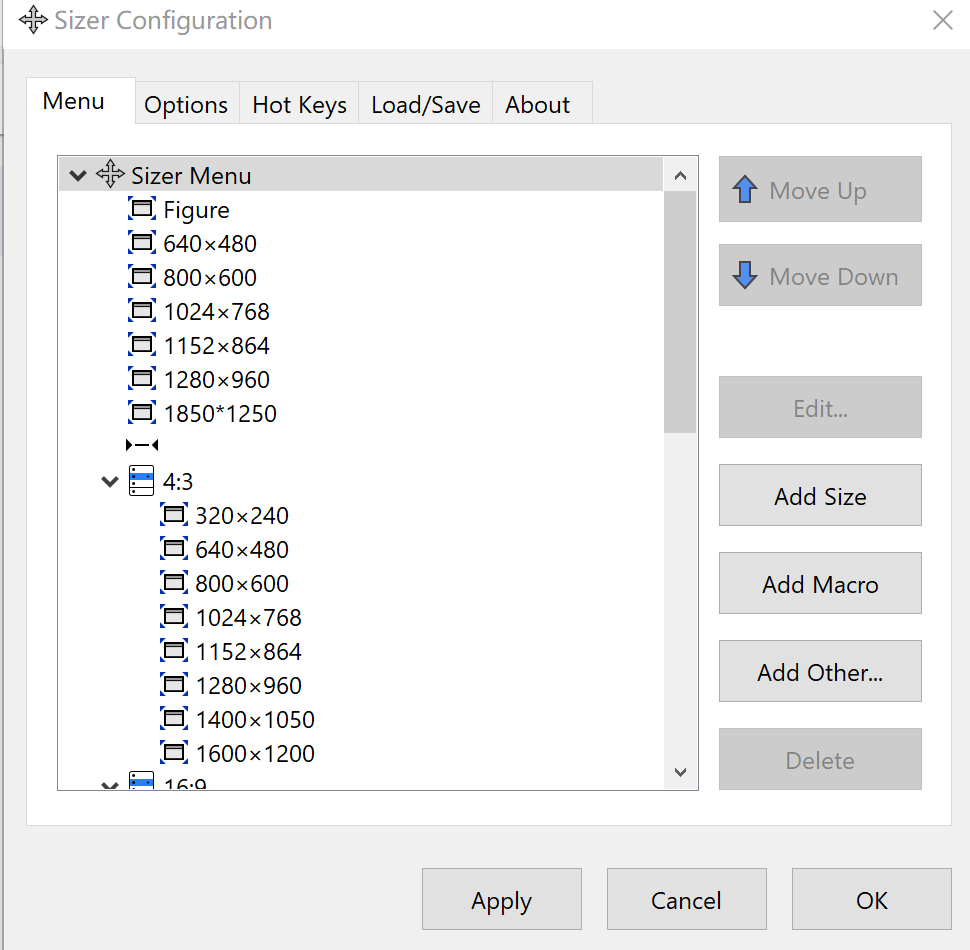 Sizer Configuration
Menu
Options
Hot Keys
Load/Save
About
Sizer Menu
Figure
640×480
800×600
1024×768
1152×864
1280×960
1850*1250
4:3
320×240
640×480
800×600
1024×768
1152×864
1280×960
1400×1050
1600×1200
16:9
Move Up
Move Down
Edit...
Add Size
Add Macro
Add Other...
Delete
Apply
Cancel
OK